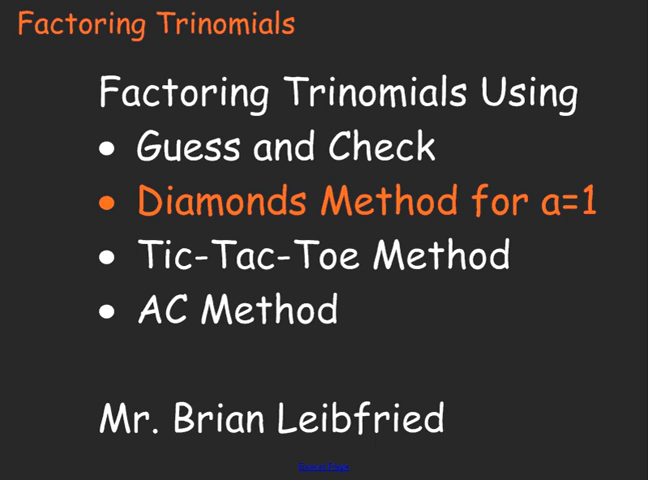 Factoring Trinomials
Factoring Trinomials Using
• Guess and Check
• Diamonds Method for a=1
• Tic-Tac-Toe Method
• AC Method
Mr. Brian Leibfried